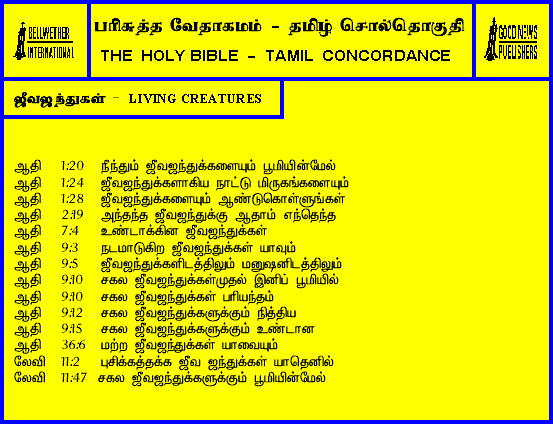 BELLWETHER
INTERNATIONAL
பரிசுத்த வேதாகமம் - தமிழ் சொல்தொகுதி
THE HOLY BIBLE - TAMIL CONCORDANCE
GOOD NEWS
PUBLISHERS
ஜீவஜந்துகள் - LIVING CREATURES
ஆதி 1:20 நீந்தும் ஜீவஜந்துக்களையும் பூமியின்மேல்
ஆதி 1:24 ஜீவஜந்துக்களாகிய நாட்டு மிருகங்களையும்
ஆதி 1:28 ஜீவஜந்துக்களையும் ஆண்டுகொள்ளுங்கள்
ஆதி 2:19 அந்தந்த ஜீவஜந்துக்கு ஆதாம் எந்தெந்த
ஆதி 7:4 உண்டாக்கின ஜீவஜந்துக்கள்
ஆதி 9:3 நடமாடுகிற ஜீவஜந்துக்கள் யாவும்
ஆதி 9:5 ஜீவஜந்துக்களிடத்திலும் மனுஷனிடத்திலும்
ஆதி 9:10 சகல ஜீவஜந்துக்கள்முதல் இனிப் பூமியில்
ஆதி 9:10 சகல ஜீவஜந்துக்கள் பரியந்தம்
ஆதி 9:12 சகல ஜீவஜந்துக்களுக்கும் நித்திய
ஆதி 9:15 சகல ஜீவஜந்துக்களுக்கும் உண்டான
ஆதி 36:6 மற்ற ஜீவஜந்துக்கள் யாவையும்
லேவி 11:2 புசிக்கத்தக்க ஜீவ ஜந்துக்கள் யாதெனில்
லேவி 11:47 சகல ஜீவஜந்துக்களுக்கும் பூமியின்மேல்